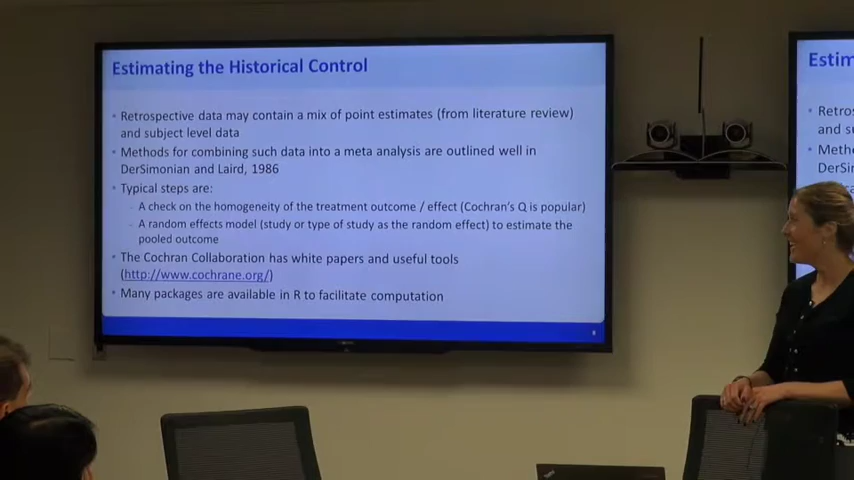 Estimating the Historical Control
• Retrospective data may contain a mix of point estimates (from literature review)
and subject level data
• Methods for combining such data into a meta analysis are outlined well in
DerSimonian and Laird, 1986
• Typical steps are:
– A check on the homogeneity of the treatment outcome / effect (Cochran's Q is popular)
– A random effects model (study or type of study as the random effect) to estimate the
pooled outcome
• The Cochran Collaboration has white papers and useful tools
(http://www.cochrane.org/)
• Many packages are available in R to facilitate computation
Estim
• Retros
and su
• Metho
DerSi